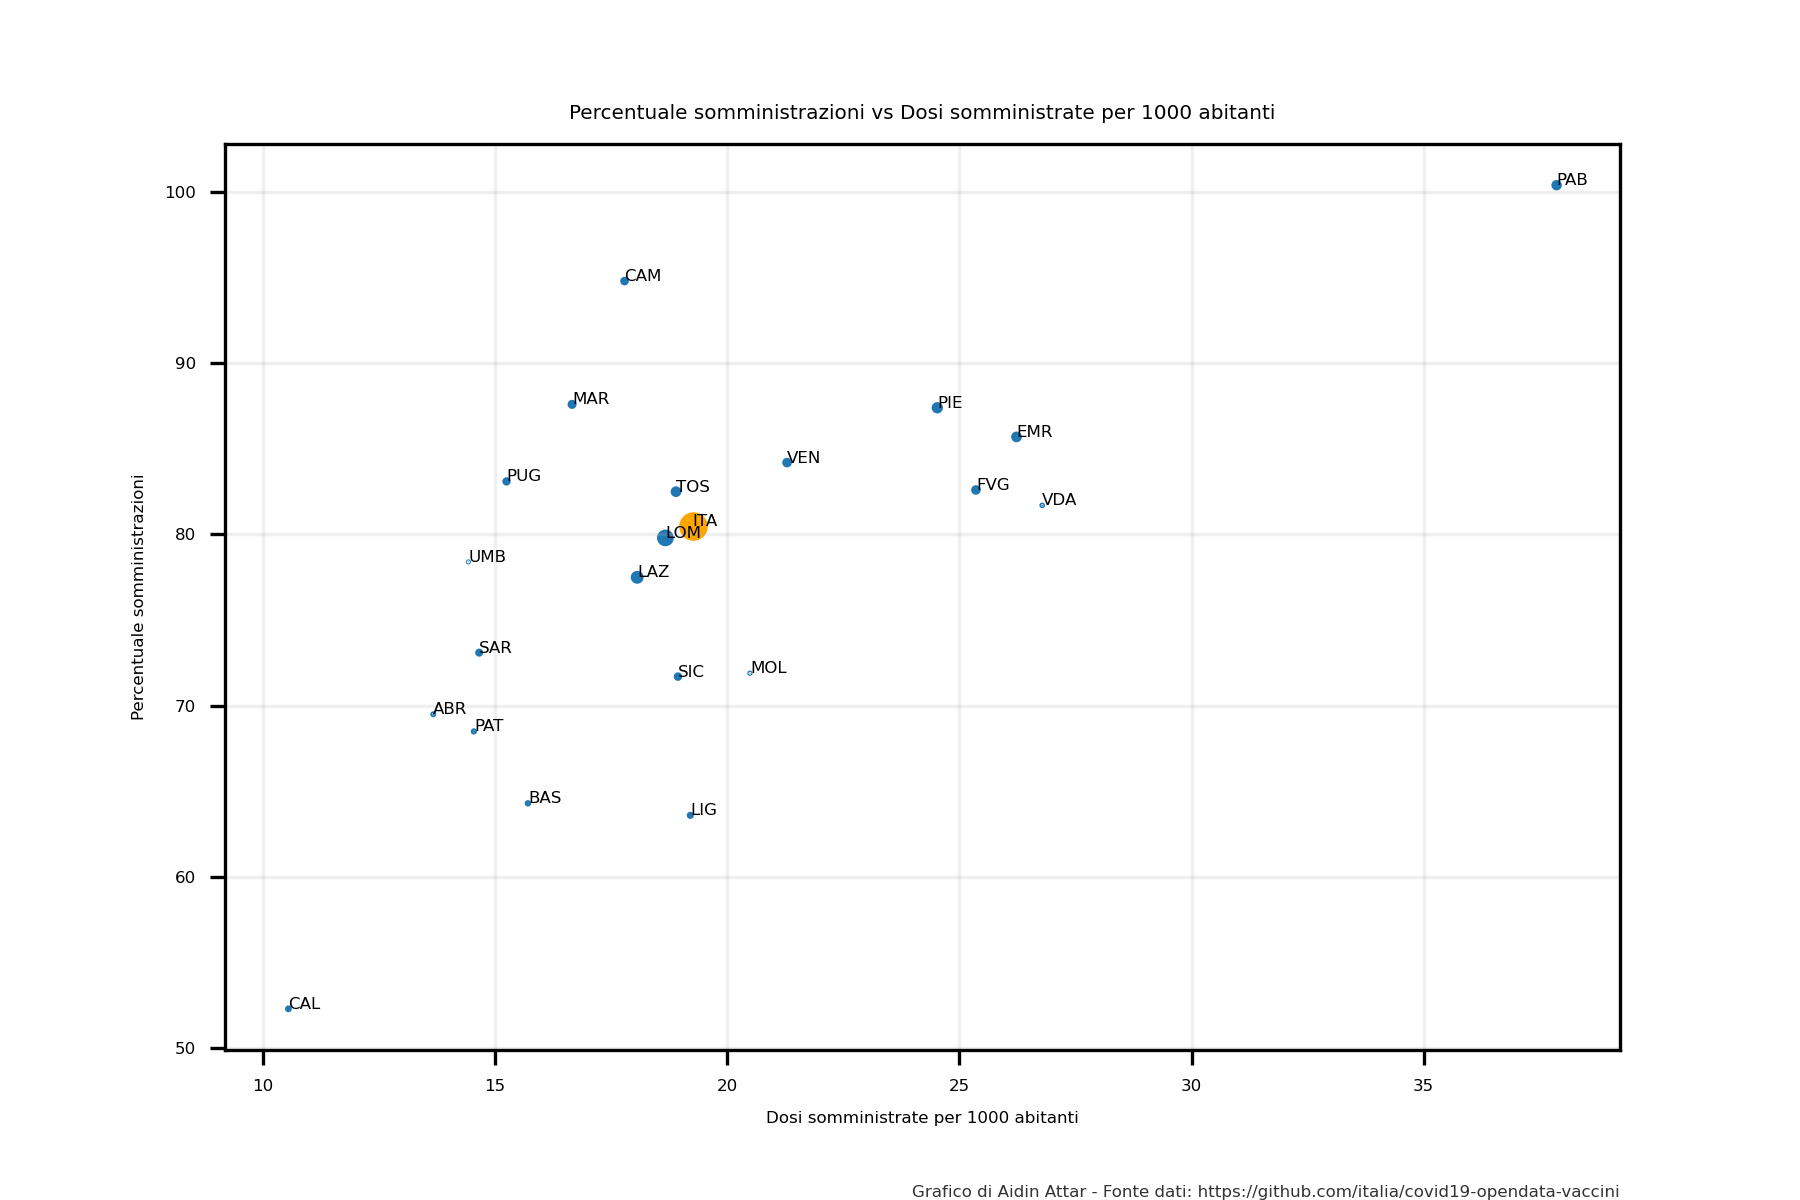 Percentuale somministrazioni vs Dosi somministrate per 1000 abitanti
100
90
80
70
60
50
Percentuale somministrazioni
PAB
CAM
MAR
PIE
EMR
VEN
PUG
TOS
FVG
VDA
ITA
LOM
UMB
LAZ
SAR
SIC
MOL
ABR
PAT
BAS
LIG
CAL
10 15 20 25 30 35
Dosi somministrate per 1000 abitanti
Grafico di Aidin Attar - Fonte dati: https://github.com/italia/covid19-opendata-vaccini